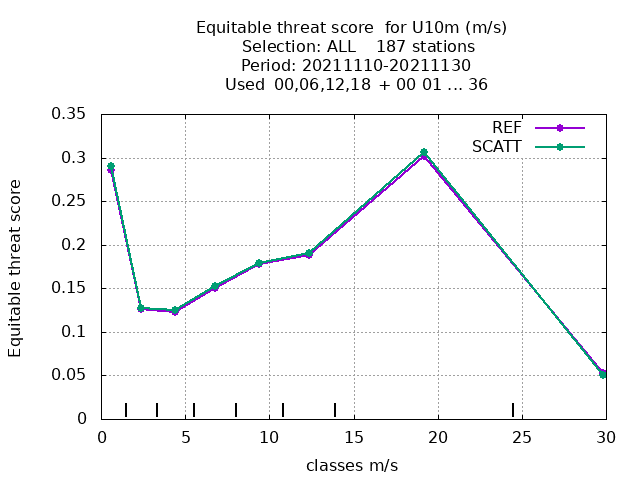 Equitable threat score  for U10m (m/s)
Selection: ALL    187 stations
Period: 20211110-20211130
Used  00,06,12,18  + 00 01 ... 36
0.35
0.3
0.25
0.2
0.15
0.1
0.05
0
Equitable threat score
REF
SCATT
0 5 10 15 20 25 30
classes m/s